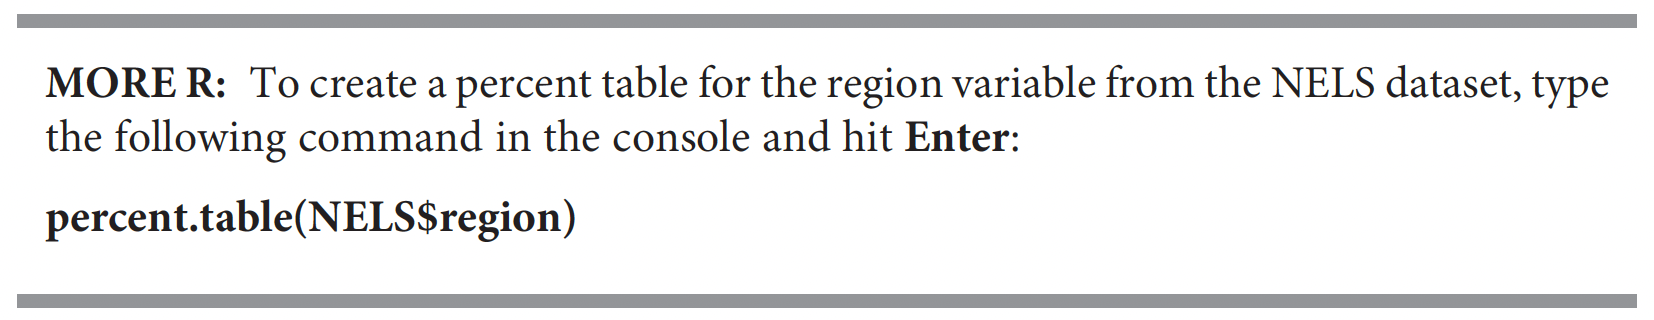 MORE R: To create a percent table for the region variable from the NELS dataset, type
the following command in the console and hit Enter:
percent.table(NELS$region)